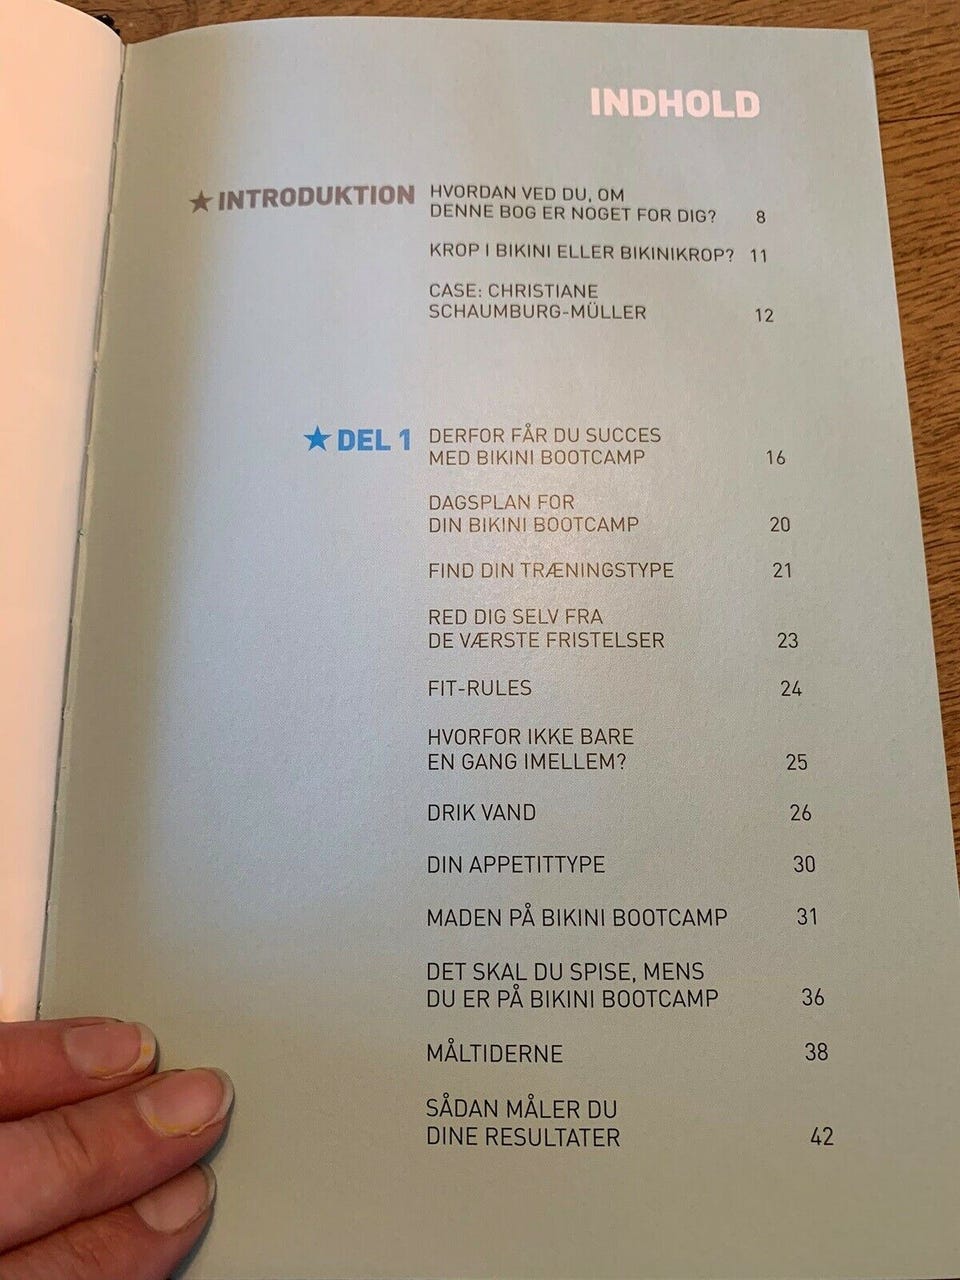 INDHOLD
★ INTRODUKTION
HVORDAN VED DU, OM
DENNE BOG ER NOGET FOR DIG? 8
KROP I BIKINI ELLER BIKINIKROP? 11
CASE: CHRISTIANE
SCHAUMBURG-MÜLLER 12
★ DEL 1
DERFOR FÅR DU SUCCES
MED BIKINI BOOTCAMP 16
DAGSPLAN FOR
DIN BIKINI BOOTCAMP 20
FIND DIN TRÆNINGSTYPE 21
RED DIG SELV FRA
DE VÆRSTE FRISTELSER 23
FIT-RULES 24
HVORFOR IKKE BARE
EN GANG IMELLEM? 25
DRIK VAND 26
DIN APPETITTYPE 30
MADEN PÅ BIKINI BOOTCAMP 31
DET SKAL DU SPISE, MENS
DU ER PÅ BIKINI BOOTCAMP 36
MÅLTIDERNE 38
SÅDAN MÅLER DU
DINE RESULTATER 42